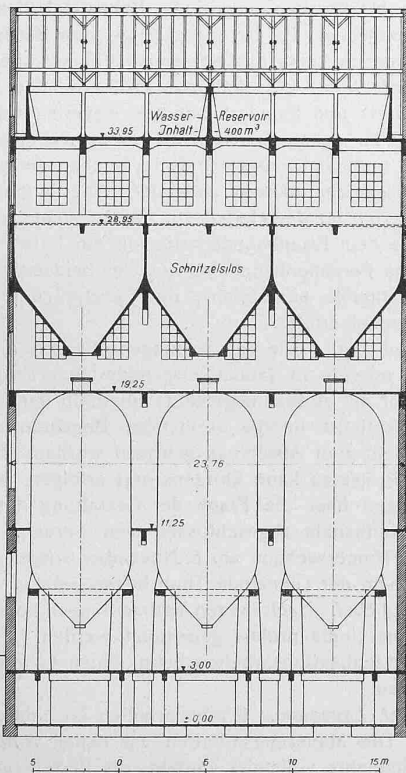 Wasser Reservoir
33,95 Inhalt- 400 m³
28,95
Schnitzelsilos
19,25
23,76
11,25
3,00
± 0,00
5 0 5 10 15 m